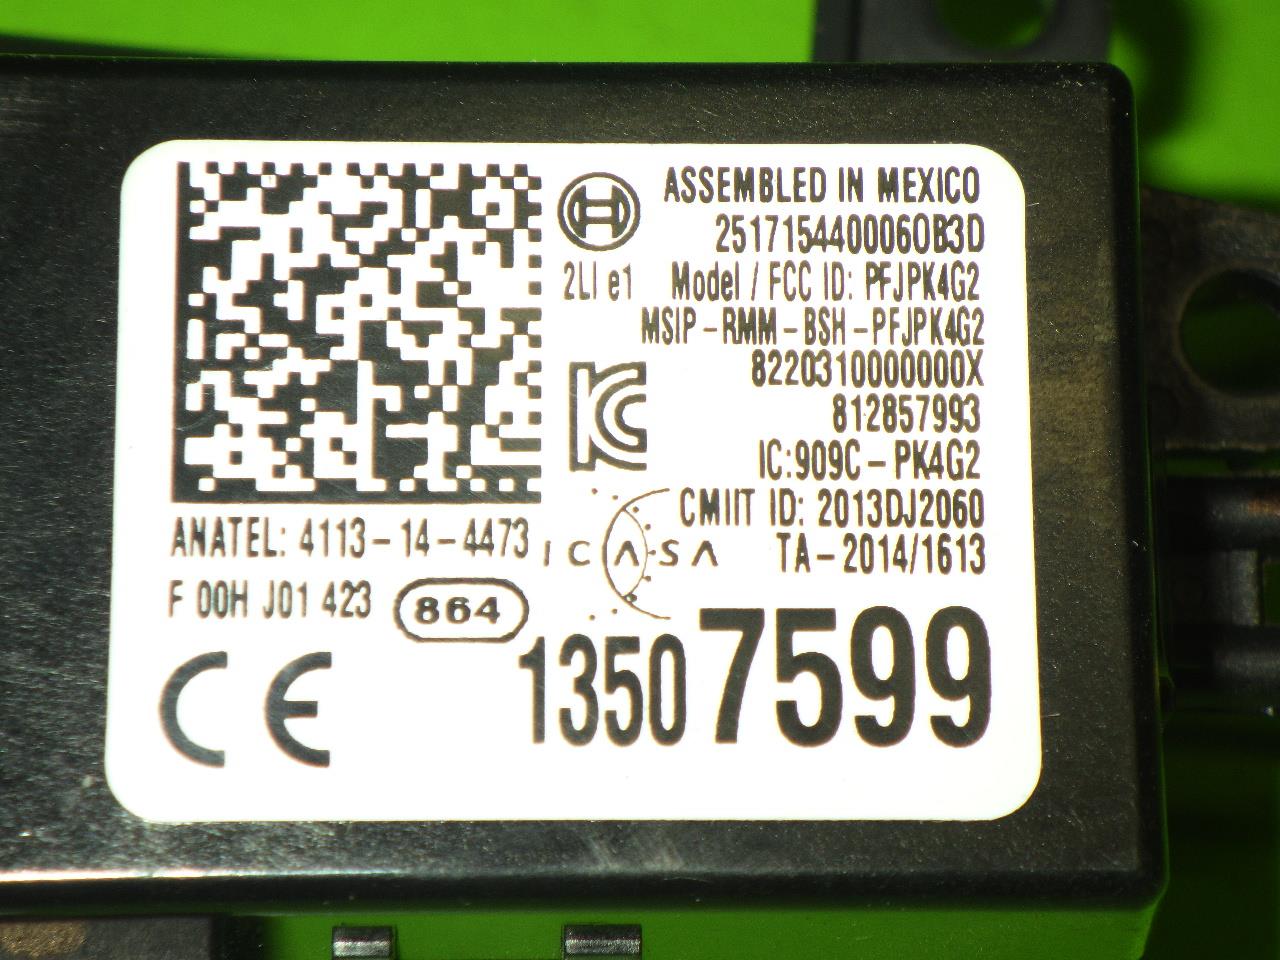 ASSEMBLED IN MEXICO
2517154400060B3D
2LI e1
Model / FCC ID: PFJPK4G2
MSIP-RMM-BSH-PFJPK4G2
8220310000000X
812857993
IC:909C-PK4G2
CMIIT ID: 2013DJ2060
ANATEL: 4113-14-4473
ICASA
TA-2014/1613
F 00H J01 423
864
13507599
CE